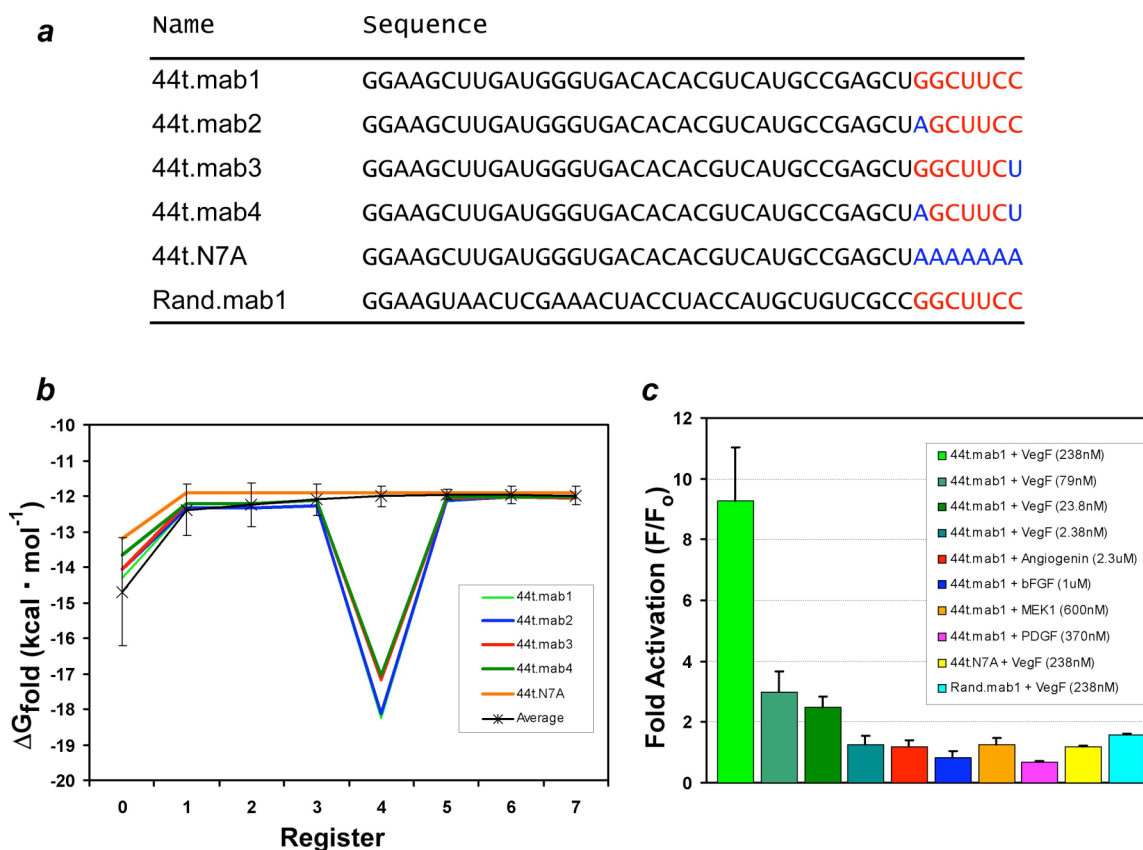 a
Name Sequence
44t.mab1 GGAAGCUUGAUGGGUGACACACGUCAUGCCGAGCUGGCUUCC
44t.mab2 GGAAGCUUGAUGGGUGACACACGUCAUGCCGAGCUAGCUUCC
44t.mab3 GGAAGCUUGAUGGGUGACACACGUCAUGCCGAGCUGGCUUCU
44t.mab4 GGAAGCUUGAUGGGUGACACACGUCAUGCCGAGCUAGCUUCU
44t.N7A GGAAGCUUGAUGGGUGACACACGUCAUGCCGAGCUAAAAAAA
Rand.mab1 GGAAGUAACUCGAAACUACCUACCAUGCUGUCGCCGGCUUCC
b
ΔGfold (kcal · mol-1)
-10
-11
-12
-13
-14
-15
-16
-17
-18
-19
-20
0 1 2 3 4 5 6 7
Register
44t.mab1
44t.mab2
44t.mab3
44t.mab4
44t.N7A
Average
c
Fold Activation (F/Fo)
12
10
8
6
4
2
0
44t.mab1 + VegF (238nM)
44t.mab1 + VegF (79nM)
44t.mab1 + VegF (23.8nM)
44t.mab1 + VegF (2.38nM)
44t.mab1 + Angiogenin (2.3uM)
44t.mab1 + bFGF (1uM)
44t.mab1 + MEK1 (600nM)
44t.mab1 + PDGF (370nM)
44t.N7A + VegF (238nM)
Rand.mab1 + VegF (238nM)